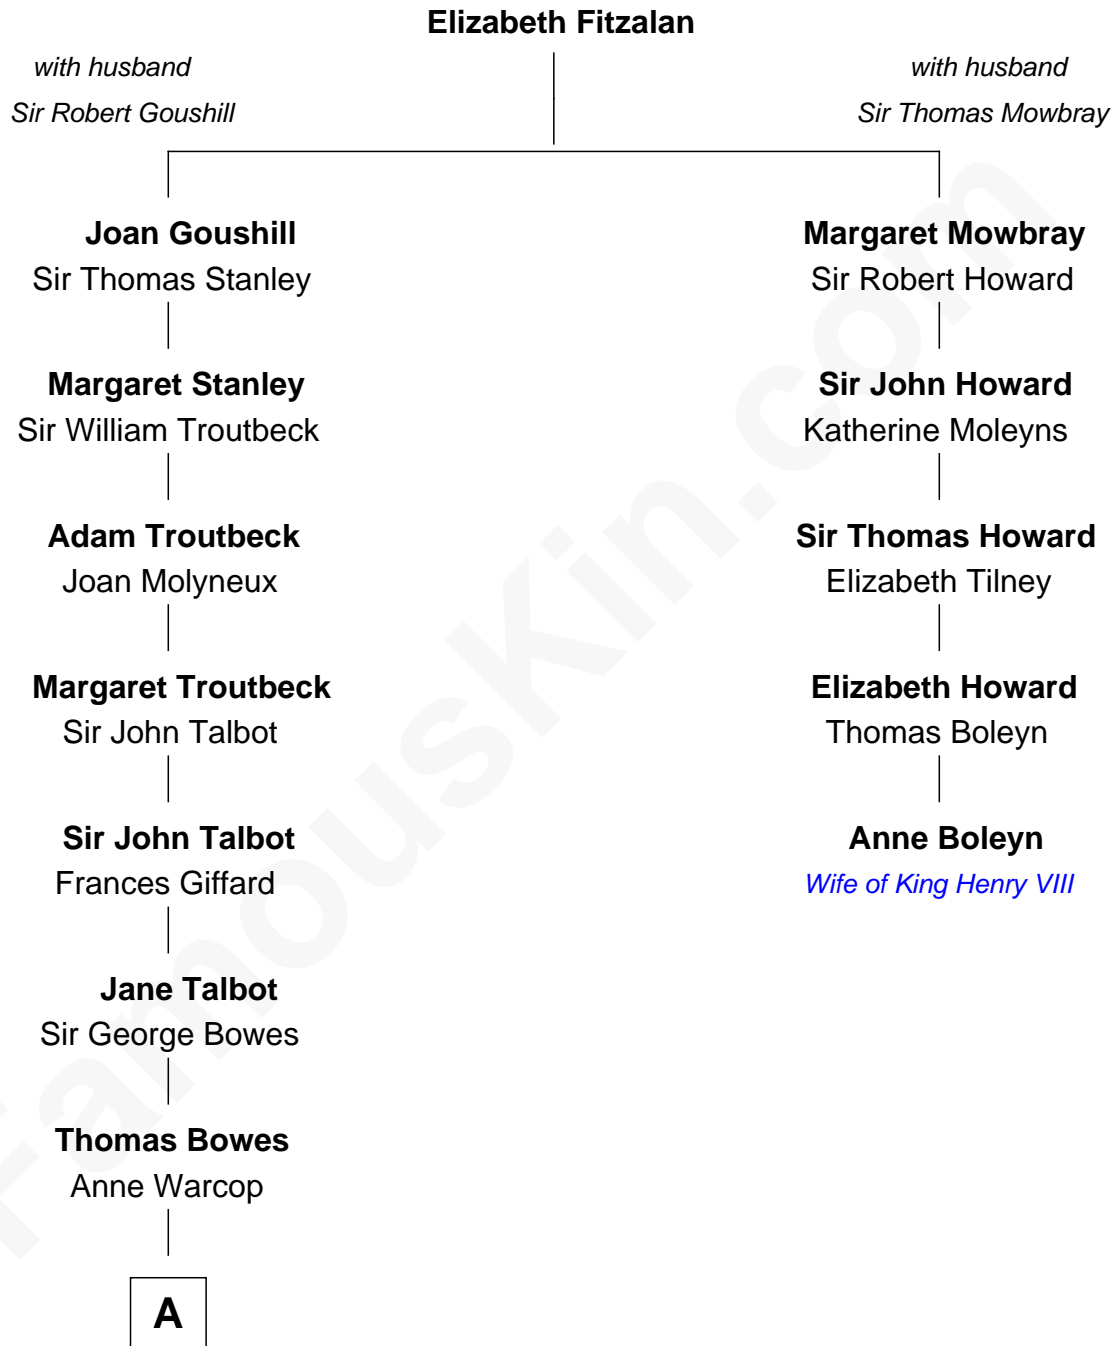 Elizabeth Fitzalan
with husband
Sir Robert Goushill
with husband
Sir Thomas Mowbray
Joan Goushill
Sir Thomas Stanley
Margaret Mowbray
Sir Robert Howard
Margaret Stanley
Sir William Troutbeck
Sir John Howard
Katherine Moleyns
Adam Troutbeck
Joan Molyneux
Sir Thomas Howard
Elizabeth Tilney
Margaret Troutbeck
Sir John Talbot
Elizabeth Howard
Thomas Boleyn
Sir John Talbot
Frances Giffard
Anne Boleyn
Wife of King Henry VIII
Jane Talbot
Sir George Bowes
Thomas Bowes
Anne Warcop
A
FamousKin.com